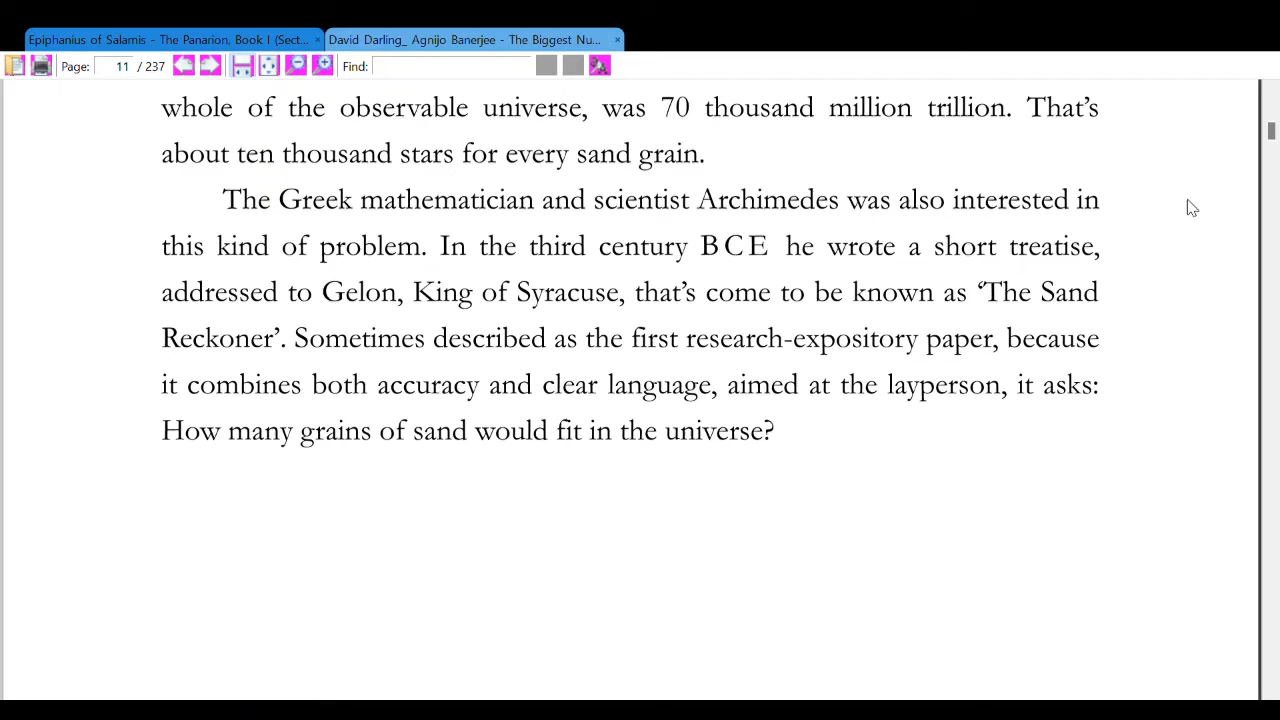 Epiphanius of Salamis - The Panarion, Book I (Sect... × David Darling_ Agnijo Banerjee - The Biggest Nu... ×
Page: 11 / 237 Find:
whole of the observable universe, was 70 thousand million trillion. That’s
about ten thousand stars for every sand grain.
The Greek mathematician and scientist Archimedes was also interested in
this kind of problem. In the third century BCE he wrote a short treatise,
addressed to Gelon, King of Syracuse, that’s come to be known as ‘The Sand
Reckoner’. Sometimes described as the first research-expository paper, because
it combines both accuracy and clear language, aimed at the layperson, it asks:
How many grains of sand would fit in the universe?